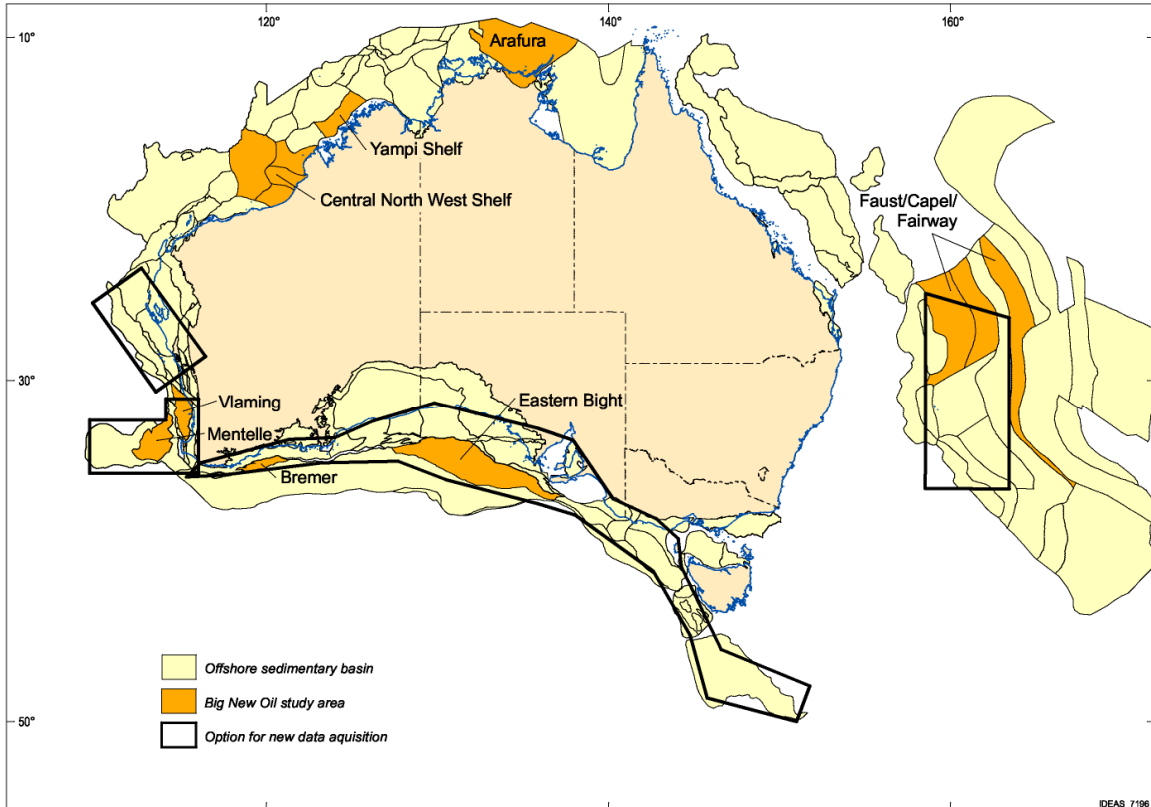 120°
140°
160°
10°
Arafura
Yampi Shelf
Central North West Shelf
Faust/Capel/
Fairway
30°
Vlaming
Mentelle
Eastern Bight
Bremer
Offshore sedimentary basin
Big New Oil study area
50°
Option for new data aquisition
IDEAS 7196